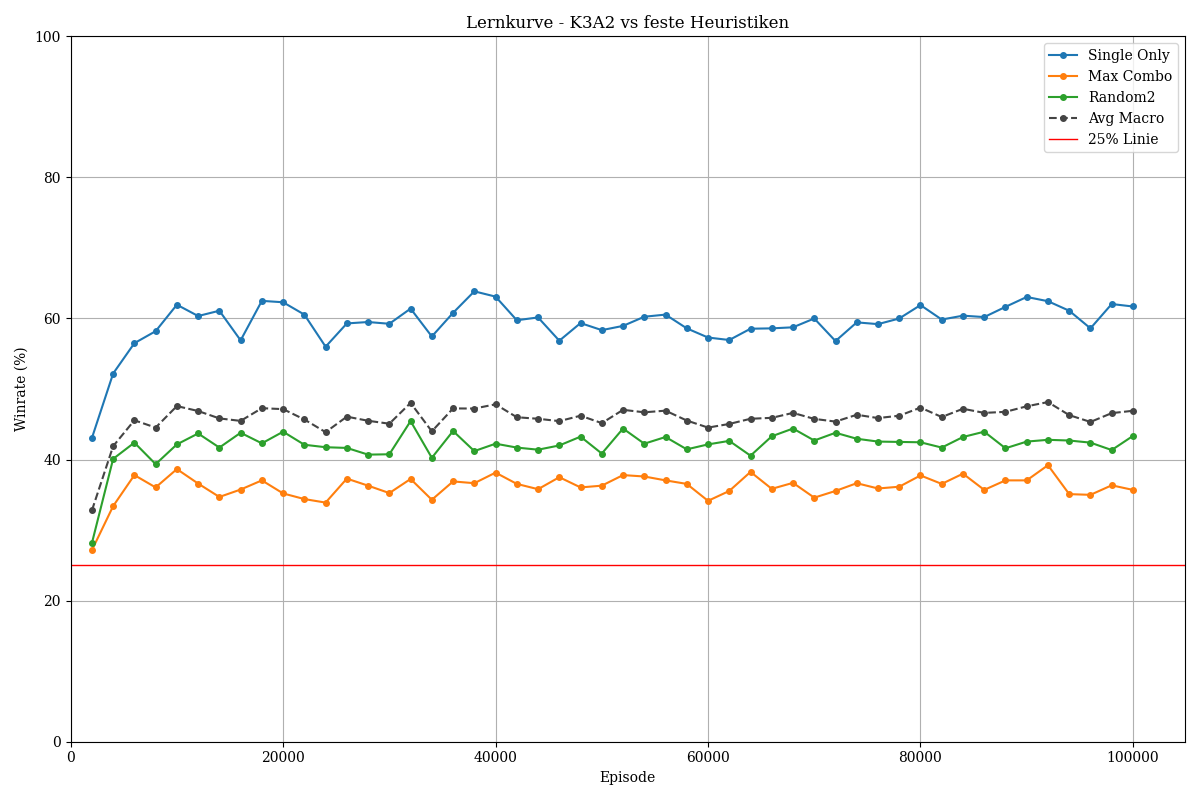 Lernkurve - K3A2 vs feste Heuristiken
100
80
60
40
20
0
Winrate (%)
Single Only
Max Combo
Random2
Avg Macro
25% Linie
0 20000 40000 60000 80000 100000
Episode